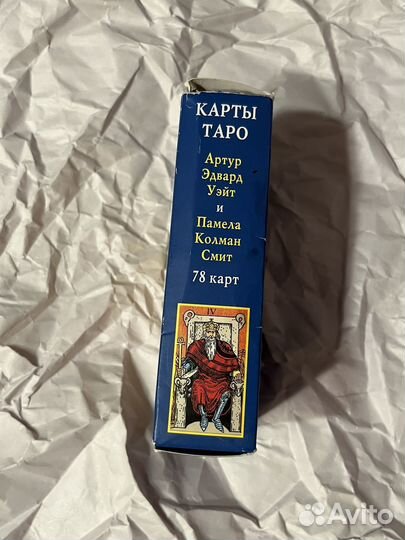 КАРТЫ
ТАРО
Артур
Эдвард
Уэйт
и
Памела
Колман
Смит
78 карт
IV
Avito